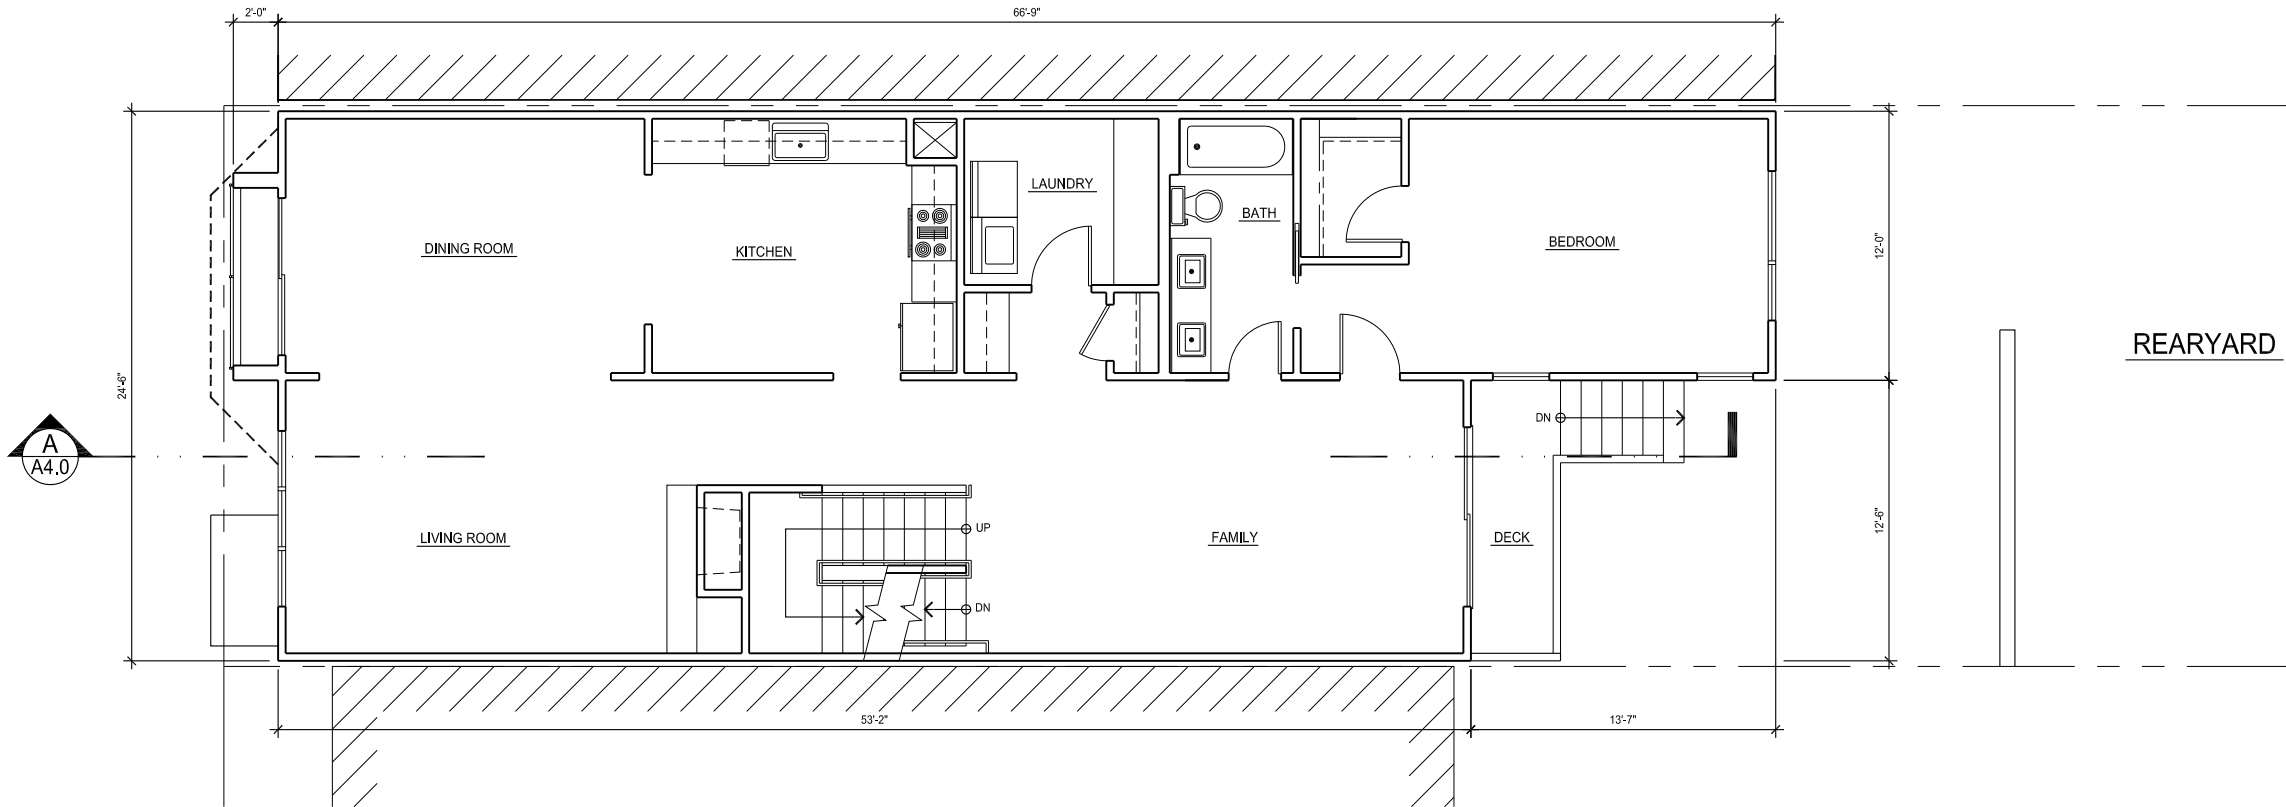 2'-0"
66'-9"
LAUNDRY
BATH
DINING ROOM
KITCHEN
BEDROOM
12'-0"
REARYARD
24'-6"
DN
A
A4.0
UP
LIVING ROOM
FAMILY
DECK
12'-6"
DN
53'-2"
13'-7"